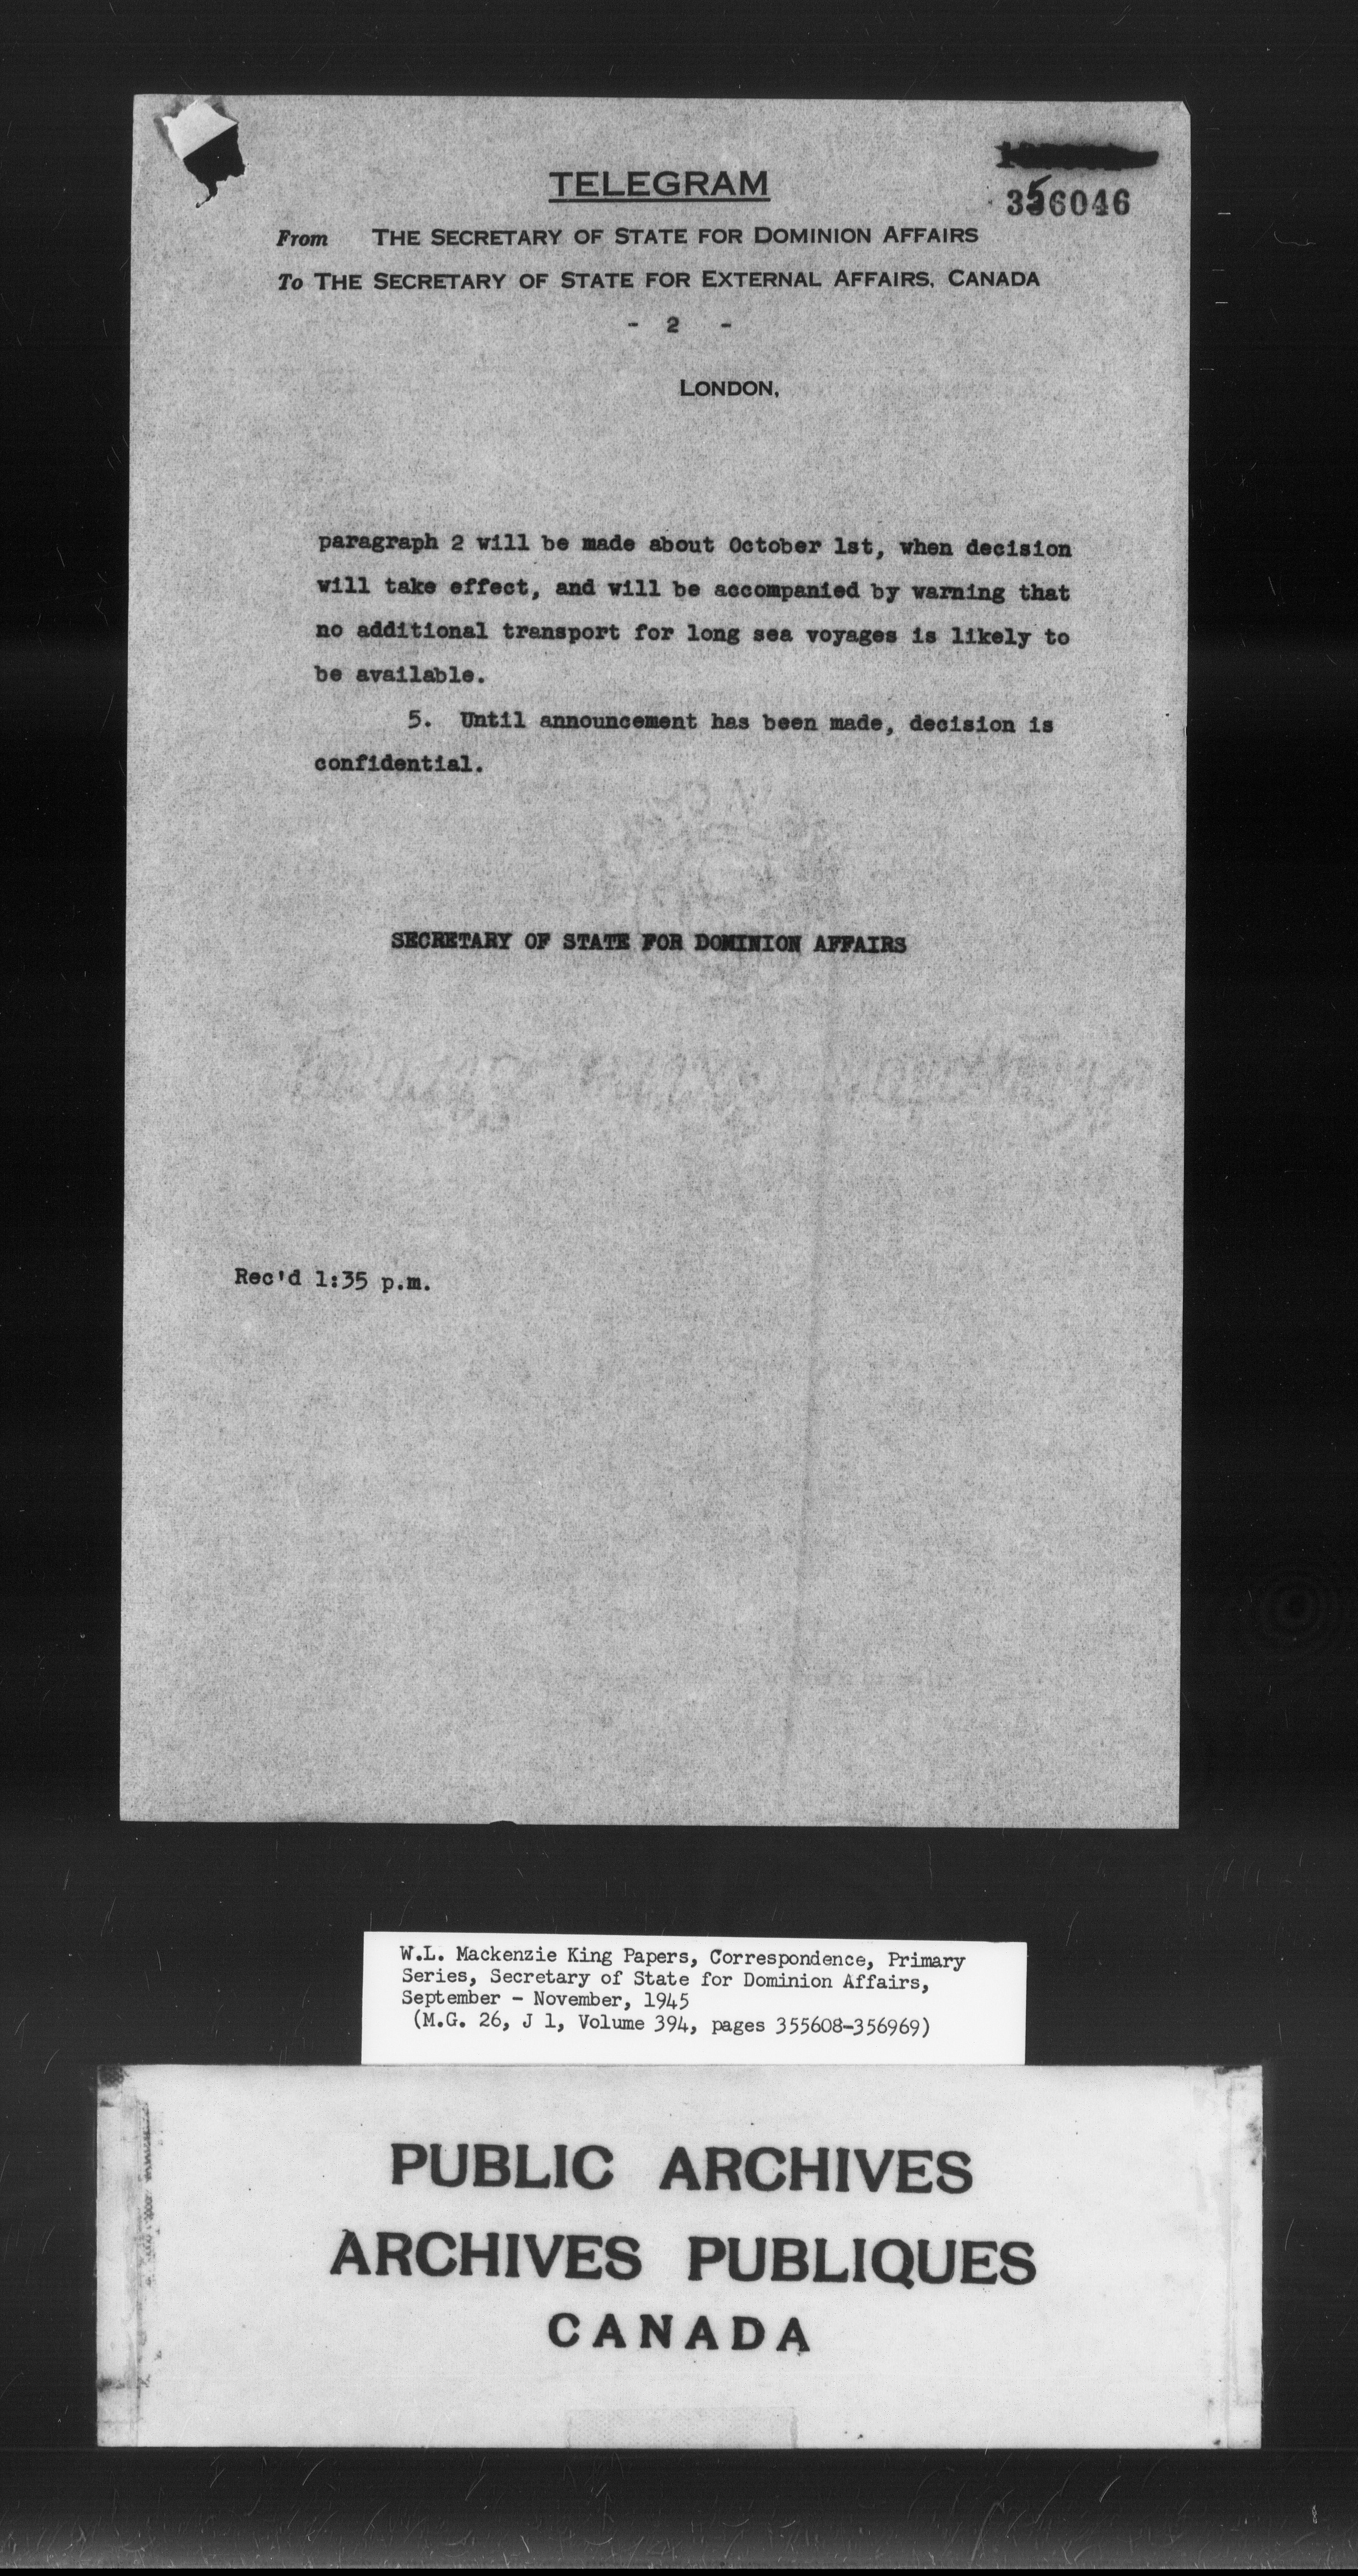 TELEGRAM
356046
From THE SECRETARY OF STATE FOR DOMINION AFFAIRS
To THE SECRETARY OF STATE FOR EXTERNAL AFFAIRS, CANADA
- 2 -
LONDON,
paragraph 2 will be made about October 1st, when decision
will take effect, and will be accompanied by warning that
no additional transport for long sea voyages is likely to
be available.
5. Until announcement has been made, decision is
confidential.
SECRETARY OF STATE FOR DOMINION AFFAIRS
Rec'd 1:35 p.m.
W.L. Mackenzie King Papers, Correspondence, Primary
Series, Secretary of State for Dominion Affairs,
September - November, 1945
(M.G. 26, J 1, Volume 394, pages 355608-356969)
PUBLIC ARCHIVES
ARCHIVES PUBLIQUES
CANADA